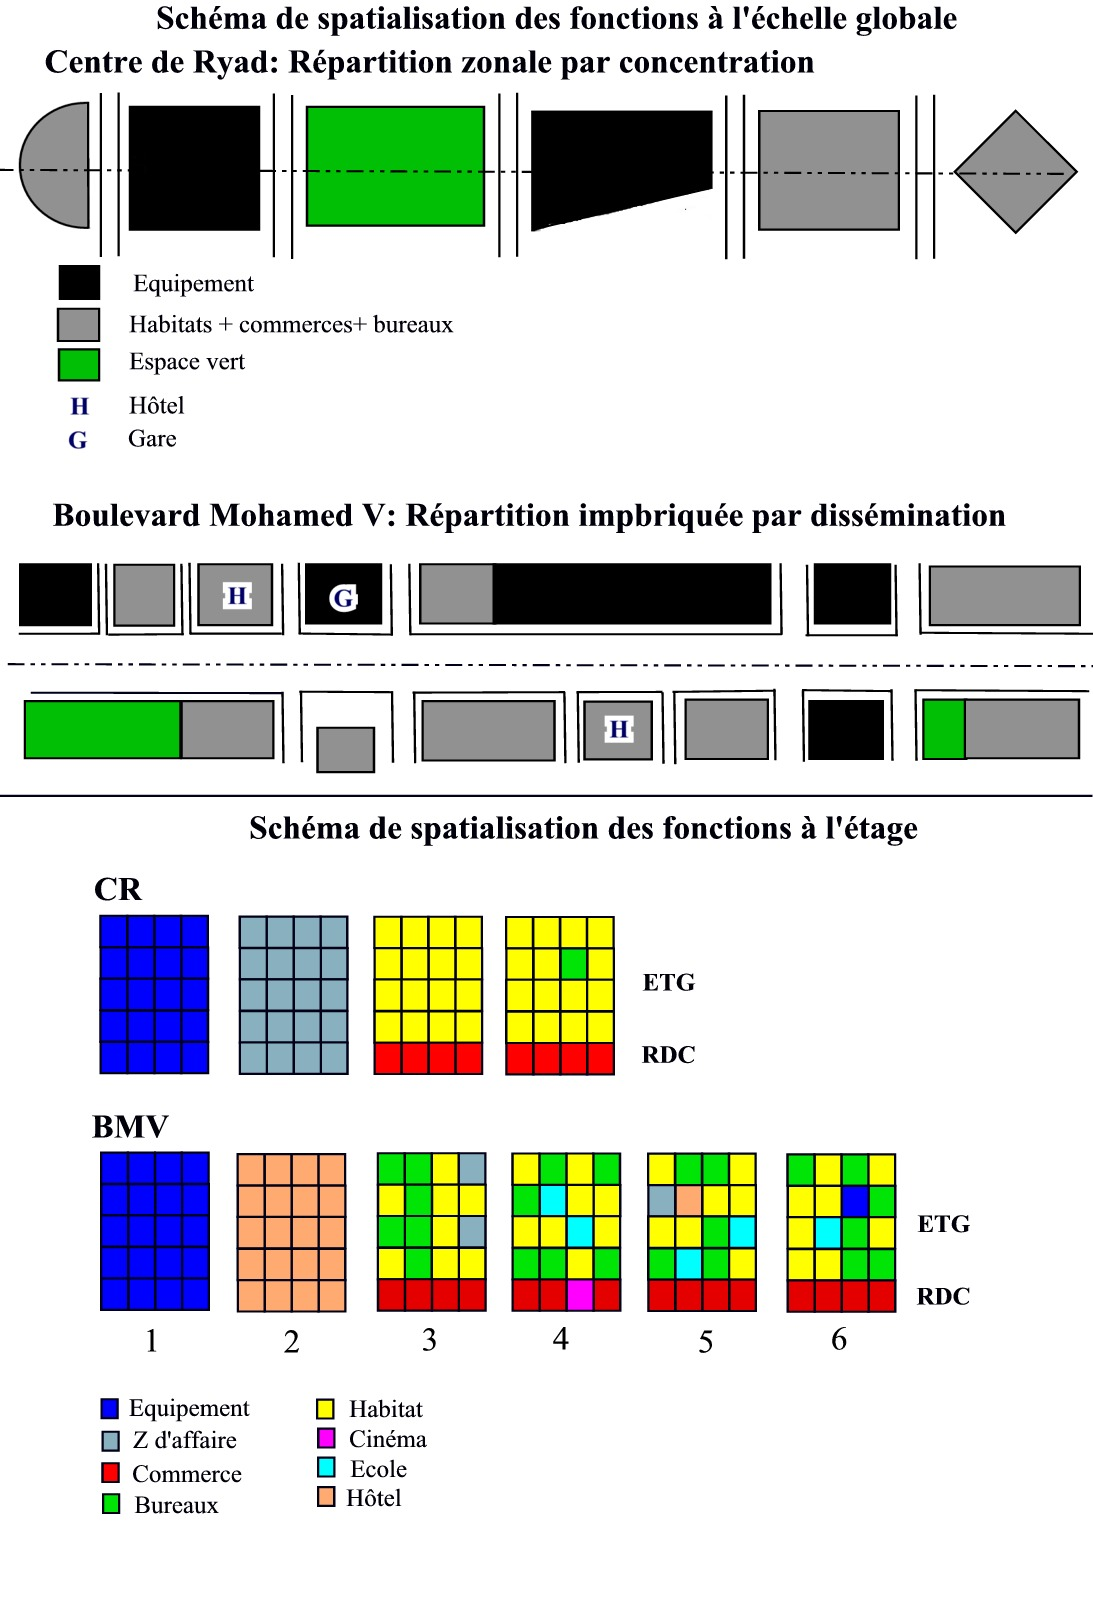 Schéma de spatialisation des fonctions à l'échelle globale
Centre de Ryad: Répartition zonale par concentration
Equipement
Habitats + commerces+ bureaux
Espace vert
H Hôtel
G Gare
Boulevard Mohamed V: Répartition impbriquée par dissémination
H G
H
Schéma de spatialisation des fonctions à l'étage
CR
ETG
RDC
BMV
ETG
RDC
1 2 3 4 5 6
Equipement Habitat
Z d'affaire Cinéma
Commerce Ecole
Bureaux Hôtel